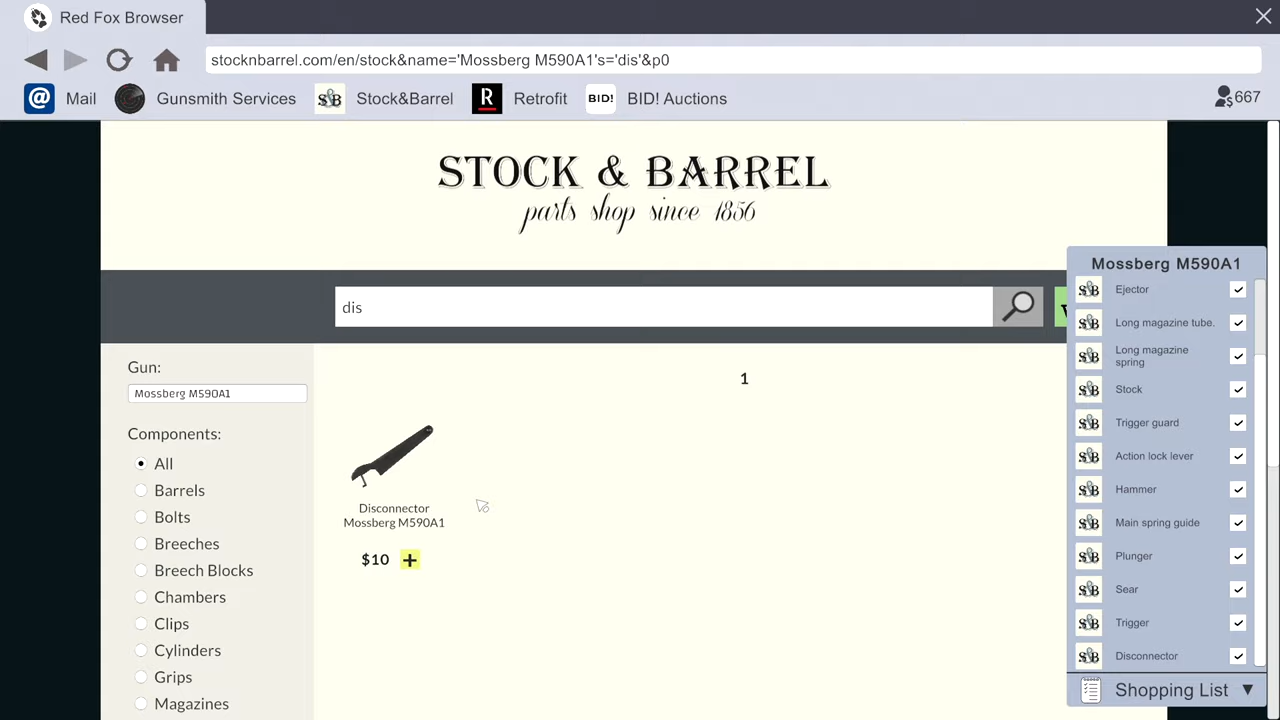 Red Fox Browser
stocknbarrel.com/en/stock&name='Mossberg M590A1's='dis'&p0
@ Mail
Gunsmith Services
S&B Stock&Barrel
R Retrofit
BID! BID! Auctions
667
STOCK & BARREL
parts shop since 1856
dis
Gun:
Mossberg M590A1
Components:
All
Barrels
Bolts
Breeches
Breech Blocks
Chambers
Clips
Cylinders
Grips
Magazines
1
Disconnector
Mossberg M590A1
$10 +
Mossberg M590A1
S&B Ejector
S&B Long magazine tube.
S&B Long magazine
spring
S&B Stock
S&B Trigger guard
S&B Action lock lever
S&B Hammer
S&B Main spring guide
S&B Plunger
S&B Sear
S&B Trigger
S&B Disconnector
Shopping List